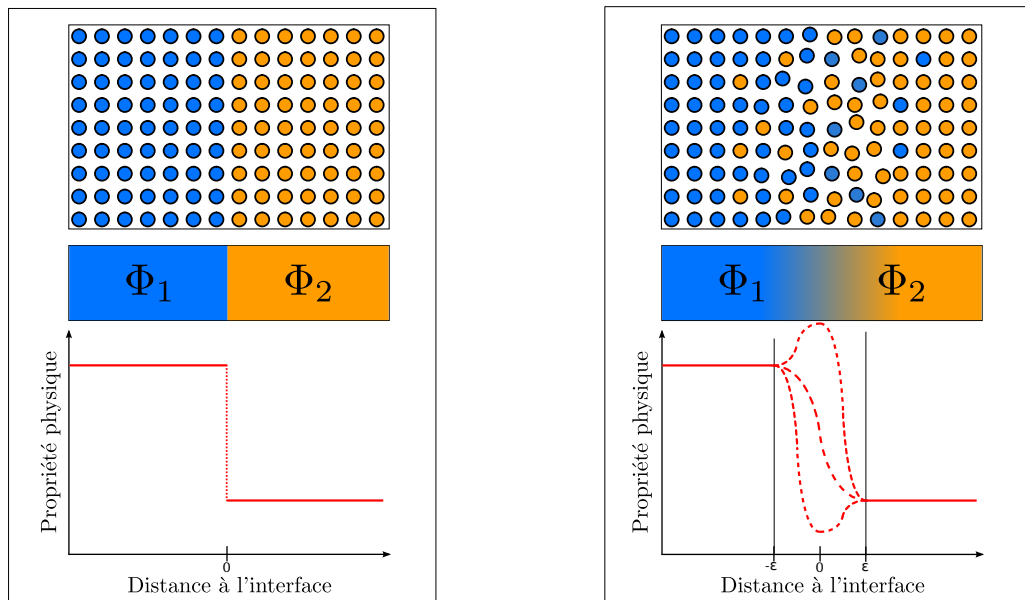 Φ1 Φ2
Propriété physique
0
Distance à l'interface
Φ1 Φ2
Propriété physique
-ε 0 ε
Distance à l'interface